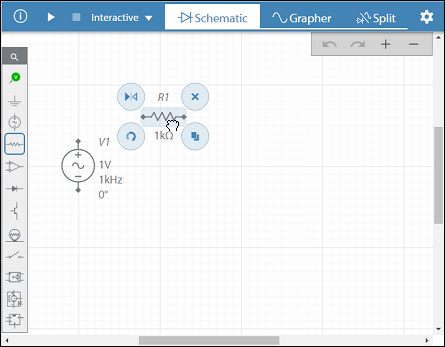 Interactive
Schematic
Grapher
Split
R1
1kΩ
V1
1V
1kHz
0°